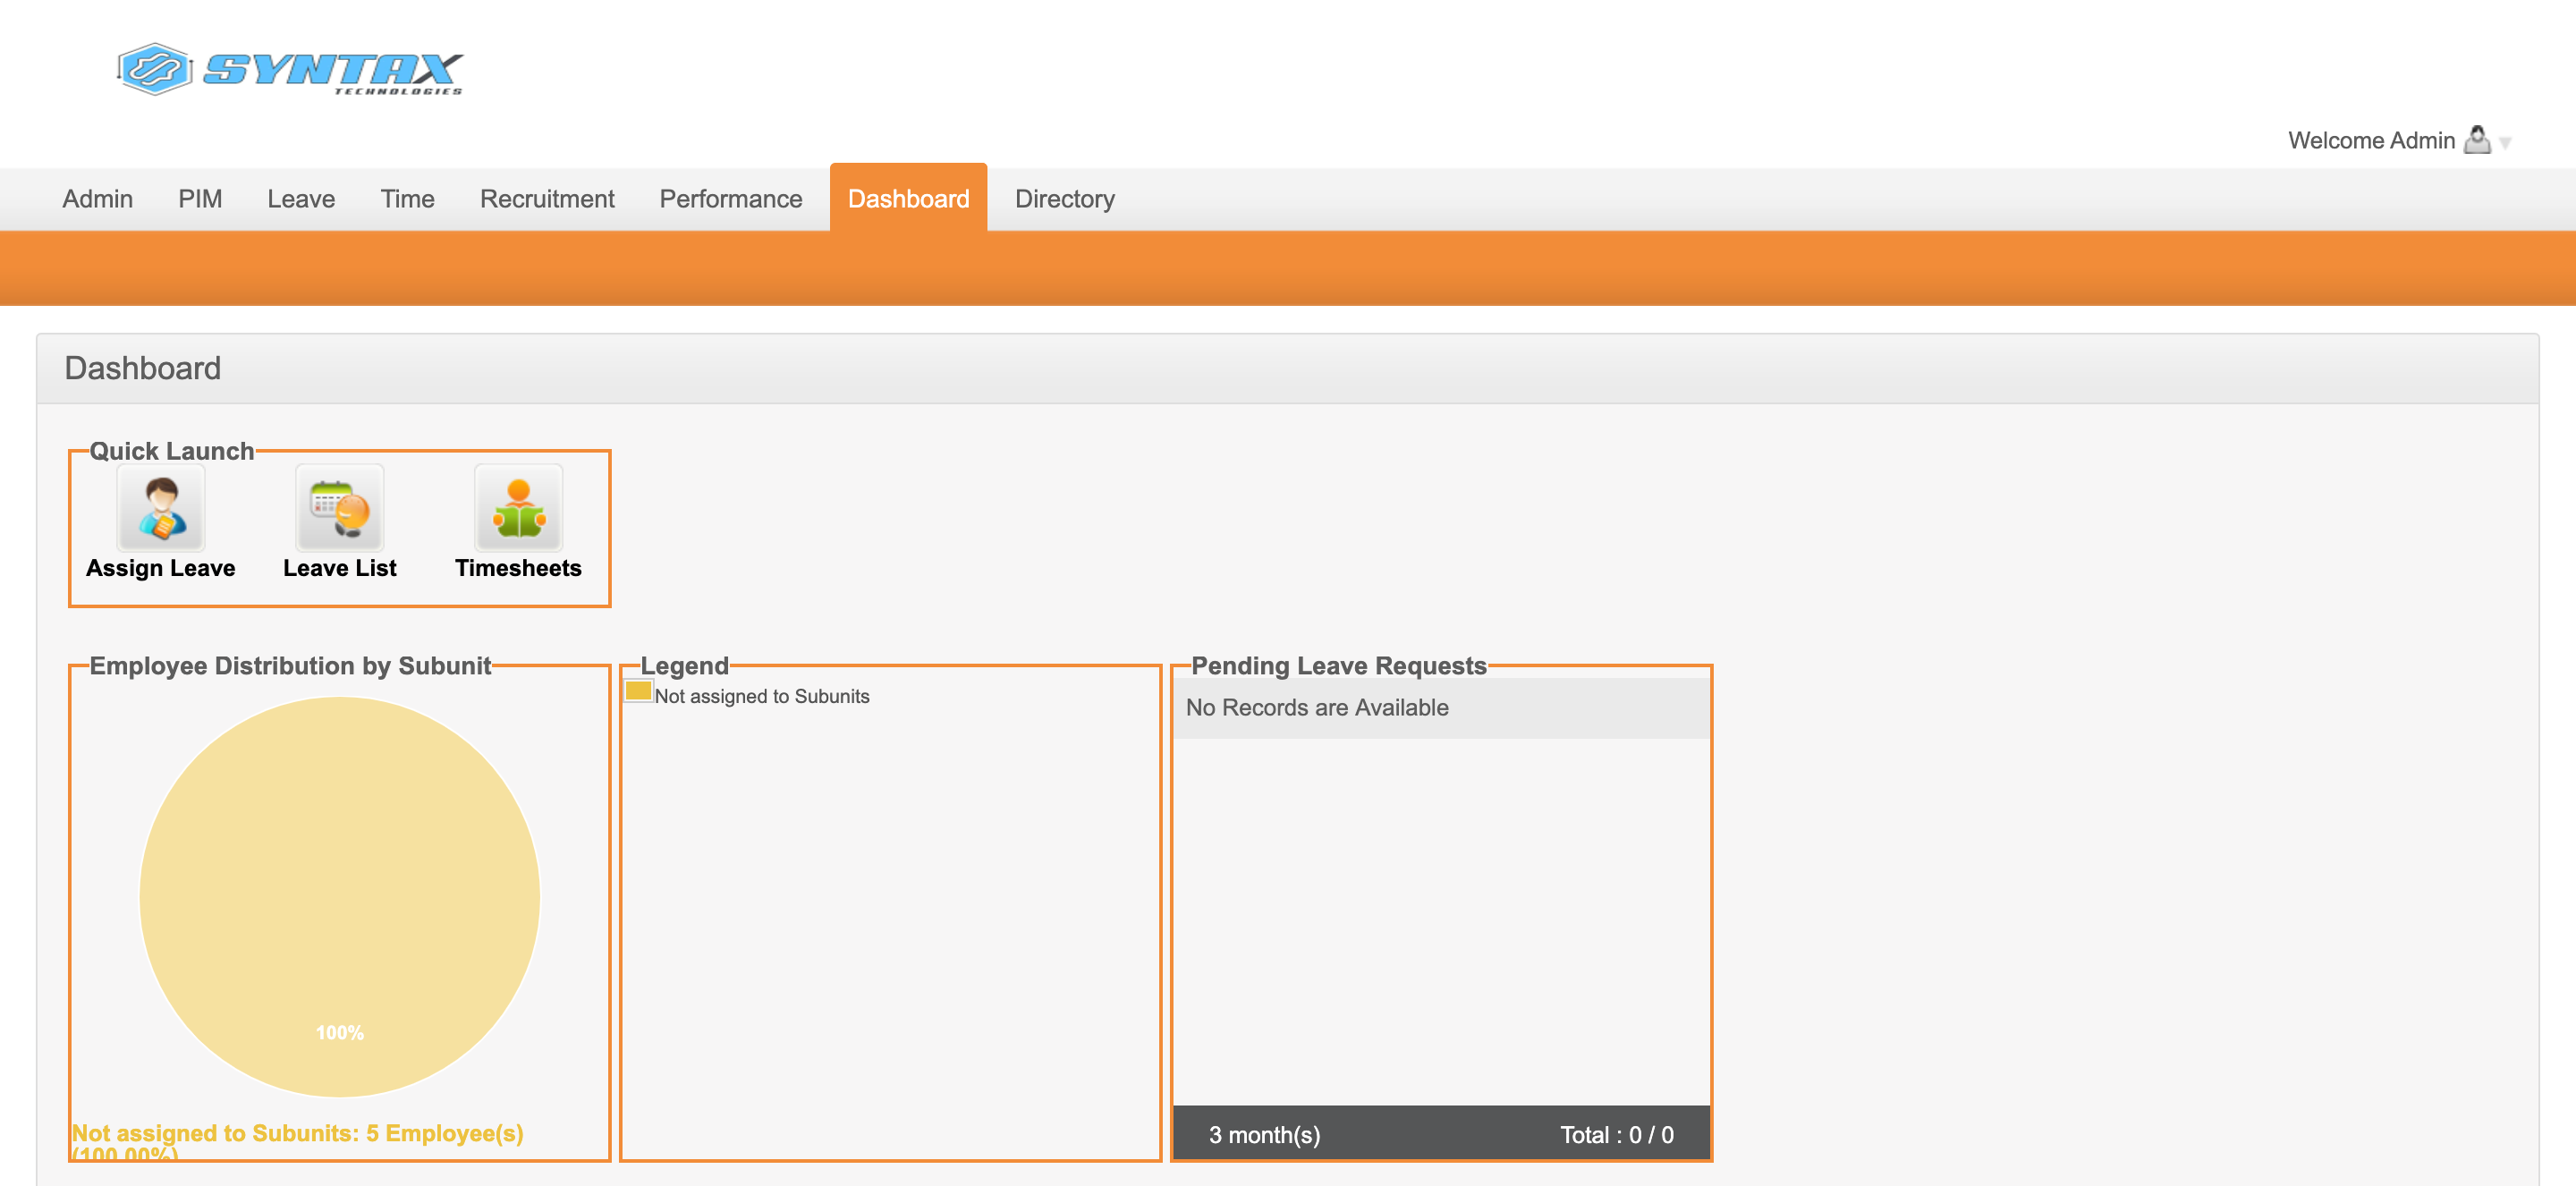 SYNTAX
TECHNOLOGIES
Welcome Admin
Admin PIM Leave Time Recruitment Performance Dashboard Directory
Dashboard
Quick Launch
Assign Leave Leave List Timesheets
Employee Distribution by Subunit
100%
Not assigned to Subunits: 5 Employee(s)
(100.00%)
Legend
Not assigned to Subunits
Pending Leave Requests
No Records are Available
3 month(s) Total : 0 / 0